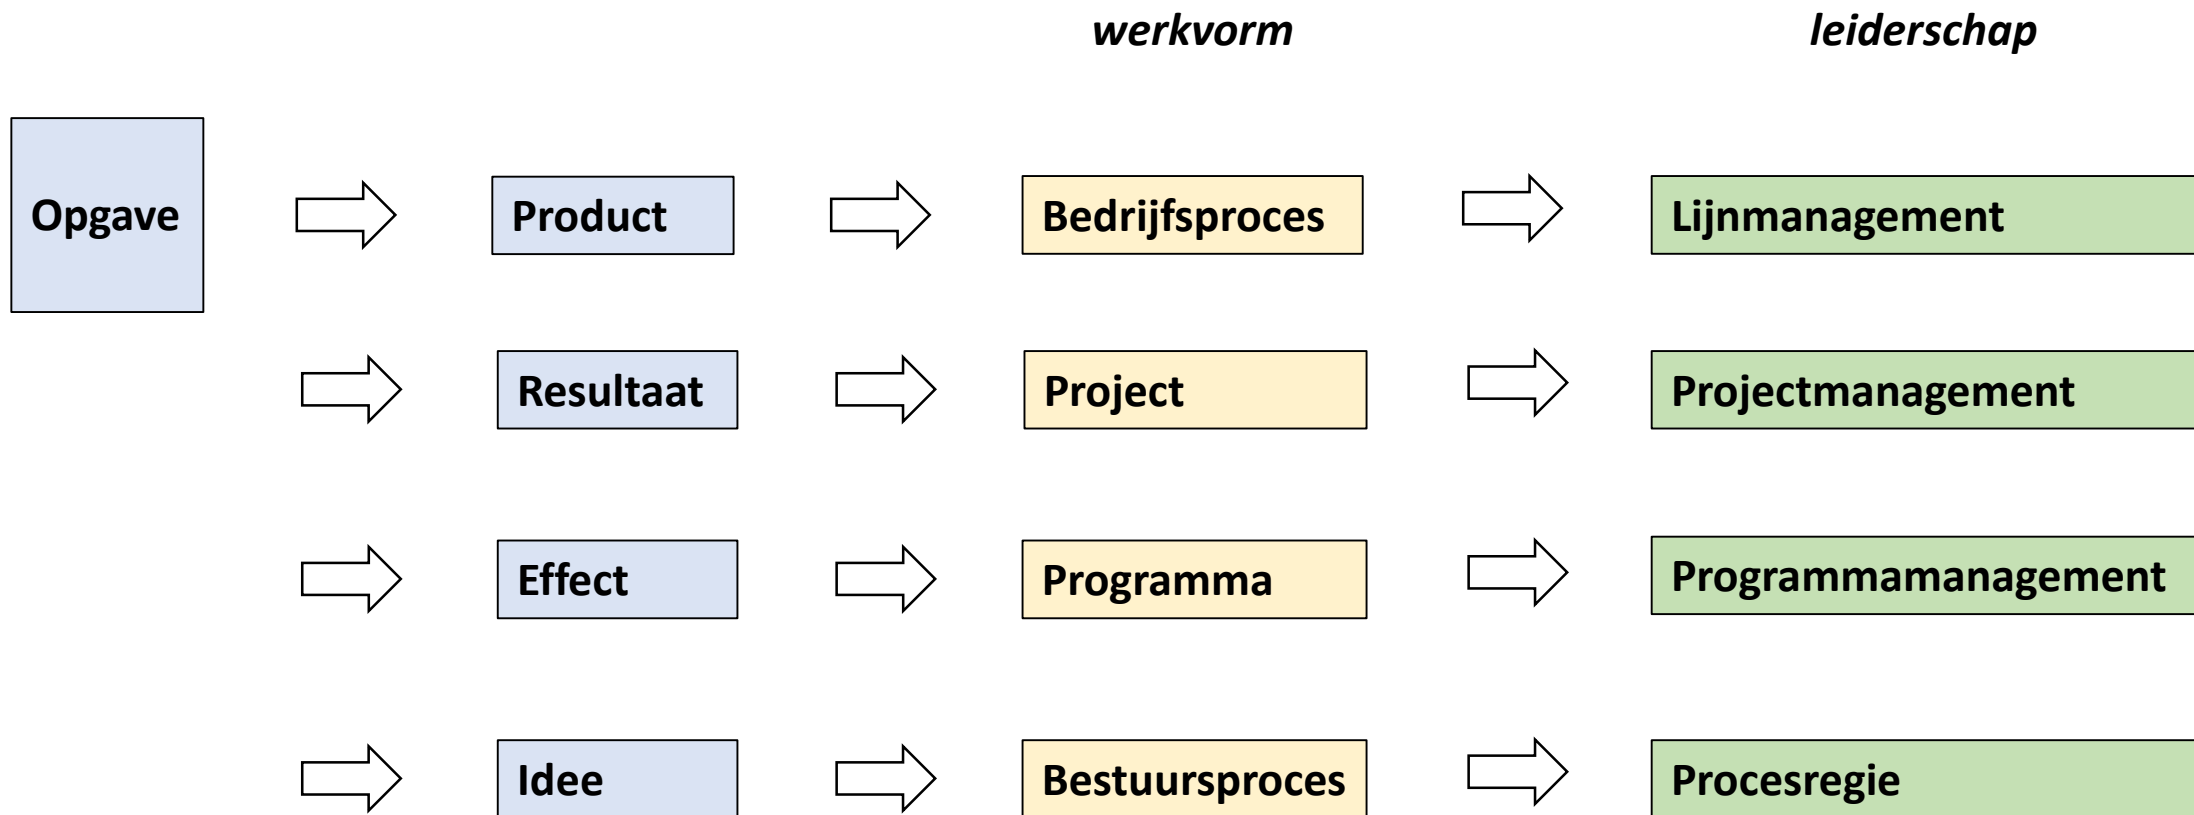 werkvorm leiderschap
Opgave Product Bedrijfsproces Lijnmanagement
Resultaat Project Projectmanagement
Effect Programma Programmamanagement
Idee Bestuursproces Procesregie